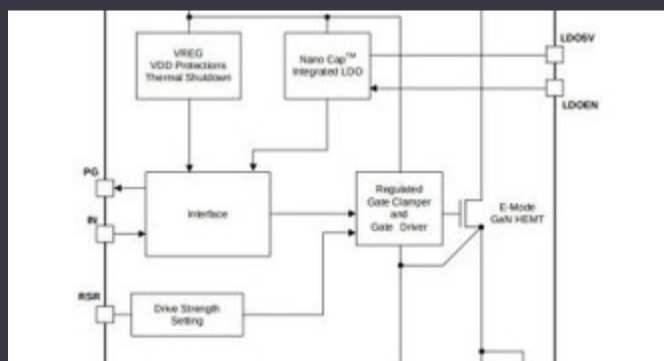 VREG
VDD Protections
Thermal Shutdown
Nano Cap™
Integrated LDO
LDO5V
LDOEN
PG
Interface
Regulated
Gate Clamper
and
Gate Driver
E-Mode
GaN HEMT
IN
RSR
Drive Strength
Setting